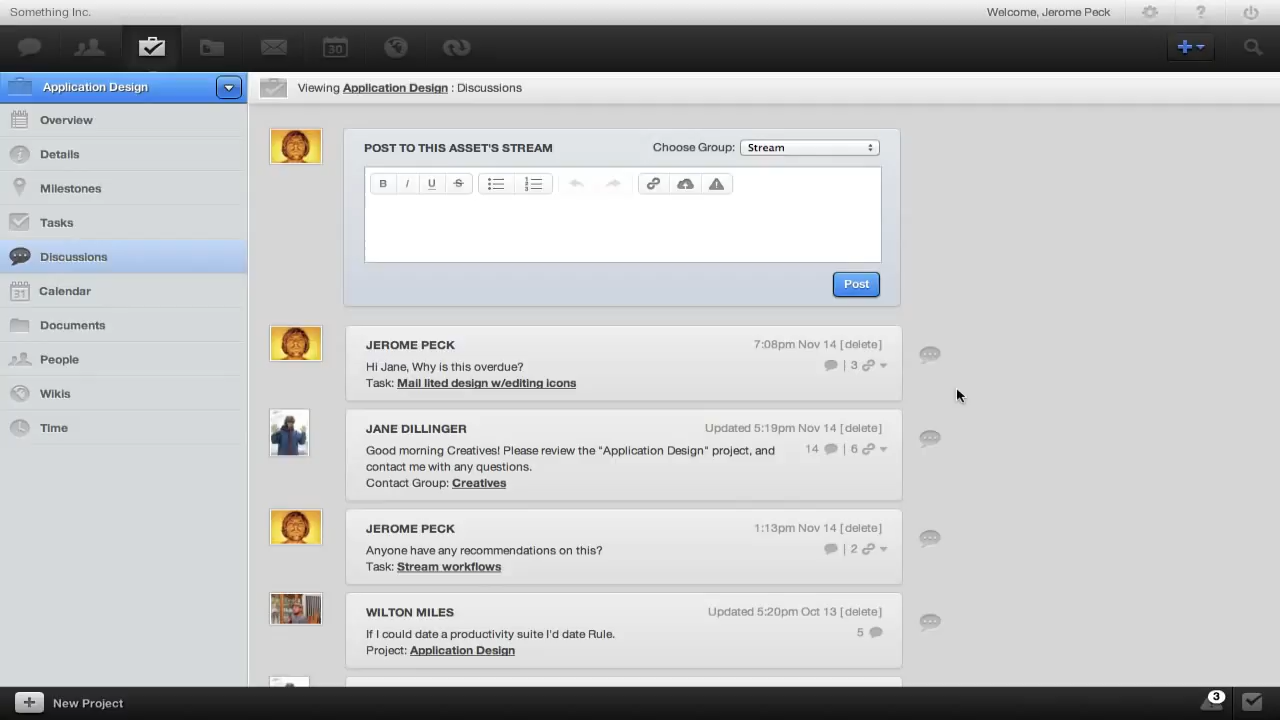 Something Inc.
Welcome, Jerome Peck
?
30
Application Design
Viewing Application Design : Discussions
Overview
Details
Milestones
Tasks
Discussions
31
Calendar
Documents
People
Wikis
Time
POST TO THIS ASSET'S STREAM
Choose Group: Stream
B I U S
Post
JEROME PECK
7:08pm Nov 14 [delete]
Hi Jane, Why is this overdue?
| 3
Task: Mail lited design w/editing icons
JANE DILLINGER
Updated 5:19pm Nov 14 [delete]
Good morning Creatives! Please review the "Application Design" project, and
14 | 6
contact me with any questions.
Contact Group: Creatives
JEROME PECK
1:13pm Nov 14 [delete]
Anyone have any recommendations on this?
| 2
Task: Stream workflows
WILTON MILES
Updated 5:20pm Oct 13 [delete]
If I could date a productivity suite I'd date Rule.
5
Project: Application Design
New Project
3